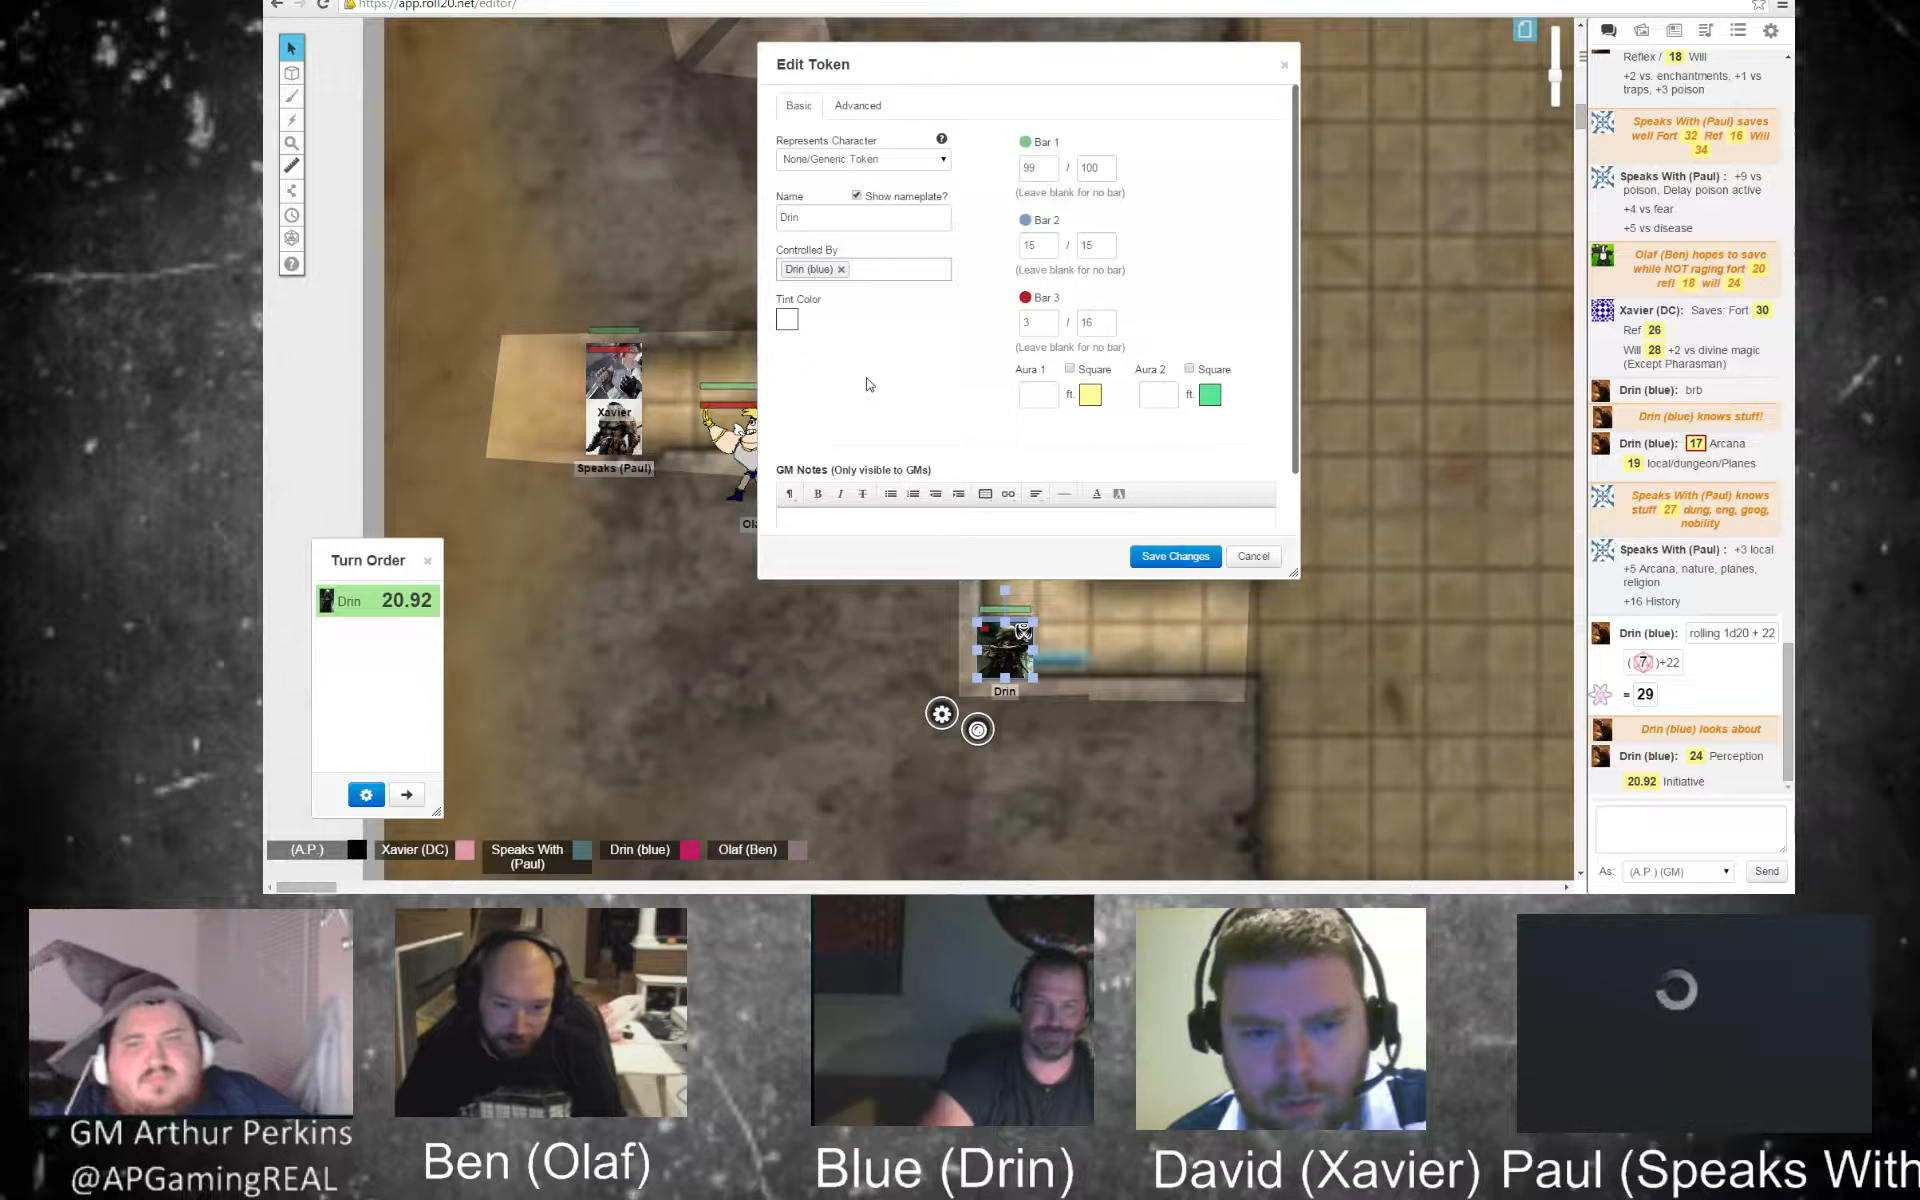 https://app.roll20.net/editor/
Edit Token
×
Basic
Advanced
Represents Character
None/Generic Token
Name
Show nameplate?
Drin
Controlled By
Drin (blue) ×
Tint Color
Bar 1
99 / 100
(Leave blank for no bar)
Bar 2
15 / 15
(Leave blank for no bar)
Bar 3
3 / 16
(Leave blank for no bar)
Aura 1 Square Aura 2 Square
ft. ft.
GM Notes (Only visible to GMs)
Save Changes
Cancel
Xavier
Speaks (Paul)
Drin
Turn Order ×
Drin 20.92
(A.P.)
Xavier (DC)
Speaks With
(Paul)
Drin (blue)
Olaf (Ben)
Reflex / 18 Will
+2 vs. enchantments, +1 vs
traps, +3 poison
Speaks With (Paul) saves
well Fort 32 Ref 16 Will
34
Speaks With (Paul) : +9 vs
poison, Delay poison active
+4 vs fear
+5 vs disease
Olaf (Ben) hopes to save
while NOT raging fort 20
refl 18 will 24
Xavier (DC): Saves: Fort 30
Ref 26
Will 28 +2 vs divine magic
(Except Pharasman)
Drin (blue): brb
Drin (blue) knows stuff!
Drin (blue): 17 Arcana
19 local/dungeon/Planes
Speaks With (Paul) knows
stuff 27 dung, eng, geog,
nobility
Speaks With (Paul) : +3 local
+5 Arcana, nature, planes,
religion
+16 History
Drin (blue): rolling 1d20 + 22
(7)+22
= 29
Drin (blue) looks about
Drin (blue): 24 Perception
20.92 Initiative
As: (A.P.) (GM)
Send
GM Arthur Perkins
@APGamingREAL
Ben (Olaf)
Blue (Drin)
David (Xavier)
Paul (Speaks With